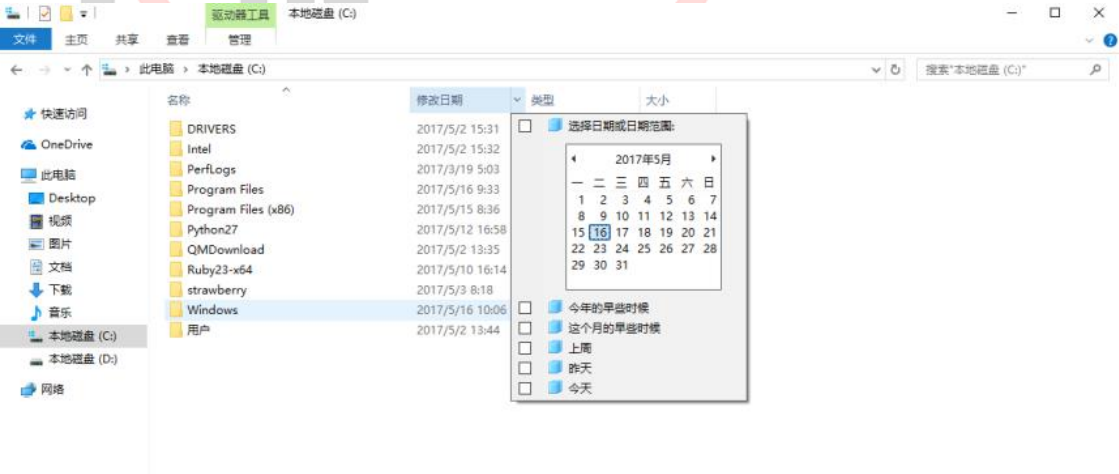 驱动器工具 本地磁盘 (C:)
文件 主页 共享 查看 管理
此电脑 › 本地磁盘 (C:) 搜索"本地磁盘 (C:)"
快速访问
OneDrive
此电脑
Desktop
视频
图片
文档
下载
音乐
本地磁盘 (C:)
本地磁盘 (D:)
网络
名称 修改日期 类型 大小
DRIVERS 2017/5/2 15:31
Intel 2017/5/2 15:32
PerfLogs 2017/3/19 5:03
Program Files 2017/5/16 9:33
Program Files (x86) 2017/5/15 8:36
Python27 2017/5/12 16:58
QMDownload 2017/5/2 13:35
Ruby23-x64 2017/5/10 16:14
strawberry 2017/5/3 8:18
Windows 2017/5/16 10:06
用户 2017/5/2 13:44
选择日期或日期范围:
2017年5月
一 二 三 四 五 六 日
1 2 3 4 5 6 7
8 9 10 11 12 13 14
15 16 17 18 19 20 21
22 23 24 25 26 27 28
29 30 31
今年的早些时候
这个月的早些时候
上周
昨天
今天